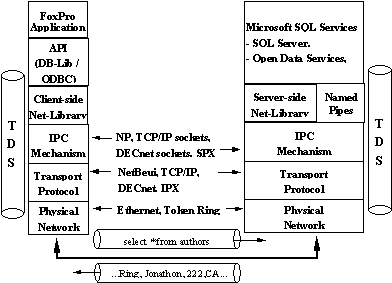 FoxPro
Application
API
(DB-Lib /
ODBC)
Client-side
Net-Library
IPC
Mechanism
Transport
Protocol
Physical
Network
T
D
S
NP, TCP/IP sockets,
DECnet sockets. SPX
NetBeui, TCP/IP,
DECnet. IPX
Ethernet, Token Ring
Microsoft SQL Services
- SOL Server.
- Open Data Services,
Server-side
Net-Library
Named
Pipes
IPC
Mechanism
Transport
Protocol
Physical
Network
T
D
S
select *from authors
...Ring, Jonathon, 222,CA...